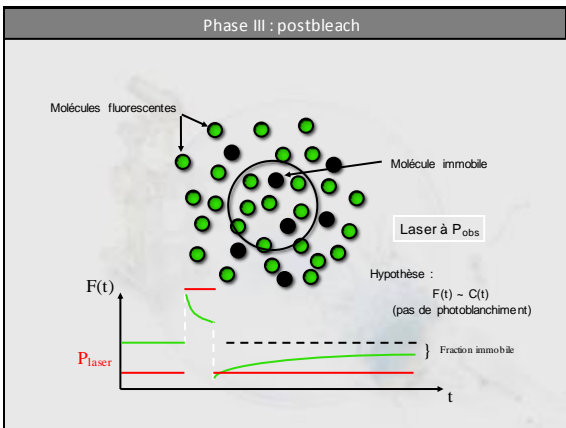 Phase III : postbleach
Molécules fluorescentes
Molécule immobile
Laser à Pobs
Hypothèse :
F(t) ~ C(t)
(pas de photoblanchiment)
F(t)
} Fraction immobile
Plaser
t